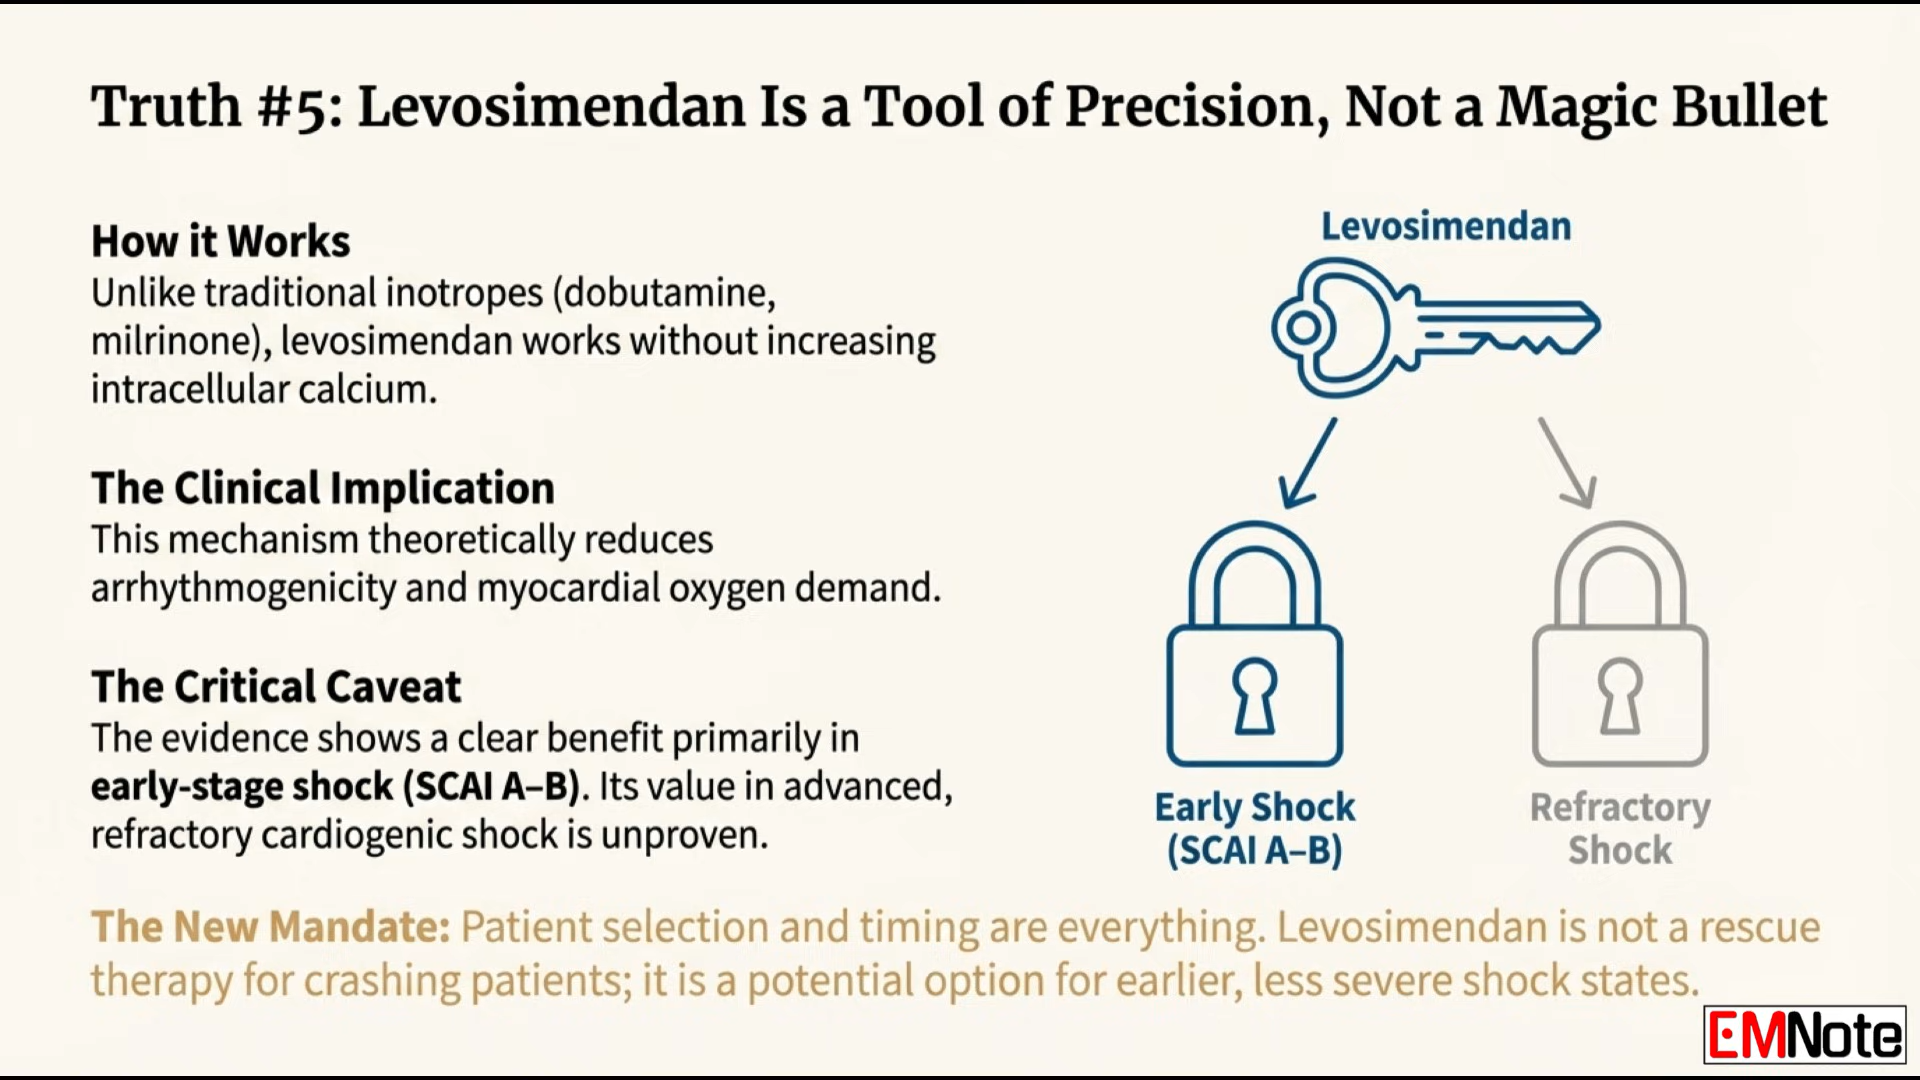 Truth #5: Levosimendan Is a Tool of Precision, Not a Magic Bullet
How it Works
Unlike traditional inotropes (dobutamine,
milrinone), levosimendan works without increasing
intracellular calcium.
The Clinical Implication
This mechanism theoretically reduces
arrhythmogenicity and myocardial oxygen demand.
The Critical Caveat
The evidence shows a clear benefit primarily in
early-stage shock (SCAI A–B). Its value in advanced,
refractory cardiogenic shock is unproven.
Levosimendan
Early Shock
(SCAI A–B)
Refractory
Shock
The New Mandate: Patient selection and timing are everything. Levosimendan is not a rescue
therapy for crashing patients; it is a potential option for earlier, less severe shock states.
EMNote